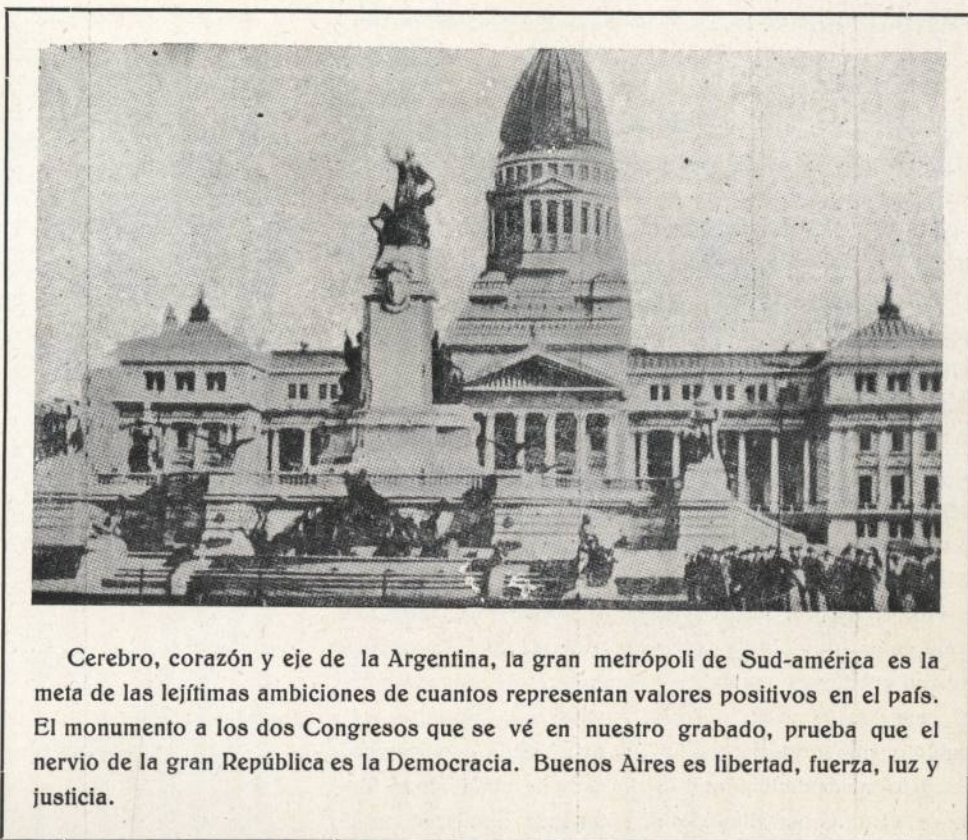 Cerebro, corazón y eje de la Argentina, la gran metrópoli de Sud-américa es la
meta de las lejítimas ambiciones de cuantos representan valores positivos en el país.
El monumento a los dos Congresos que se vé en nuestro grabado, prueba que el
nervio de la gran República es la Democracia. Buenos Aires es libertad, fuerza, luz y
justicia.